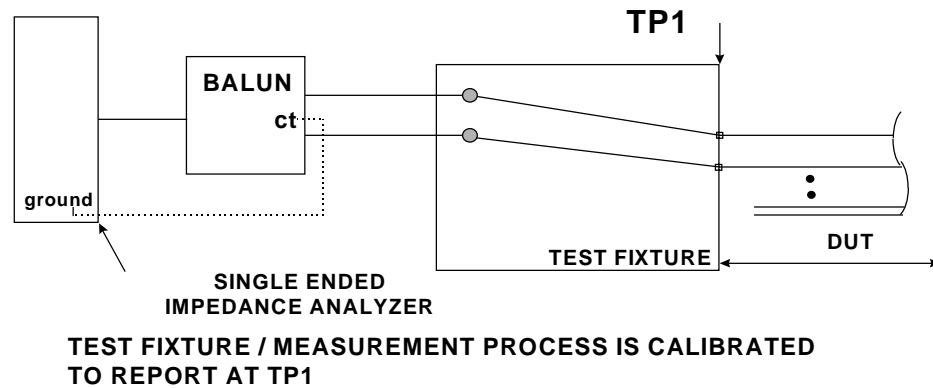 TP1
BALUN
ct
ground
TEST FIXTURE
DUT
SINGLE ENDED
IMPEDANCE ANALYZER
TEST FIXTURE / MEASUREMENT PROCESS IS CALIBRATED
TO REPORT AT TP1